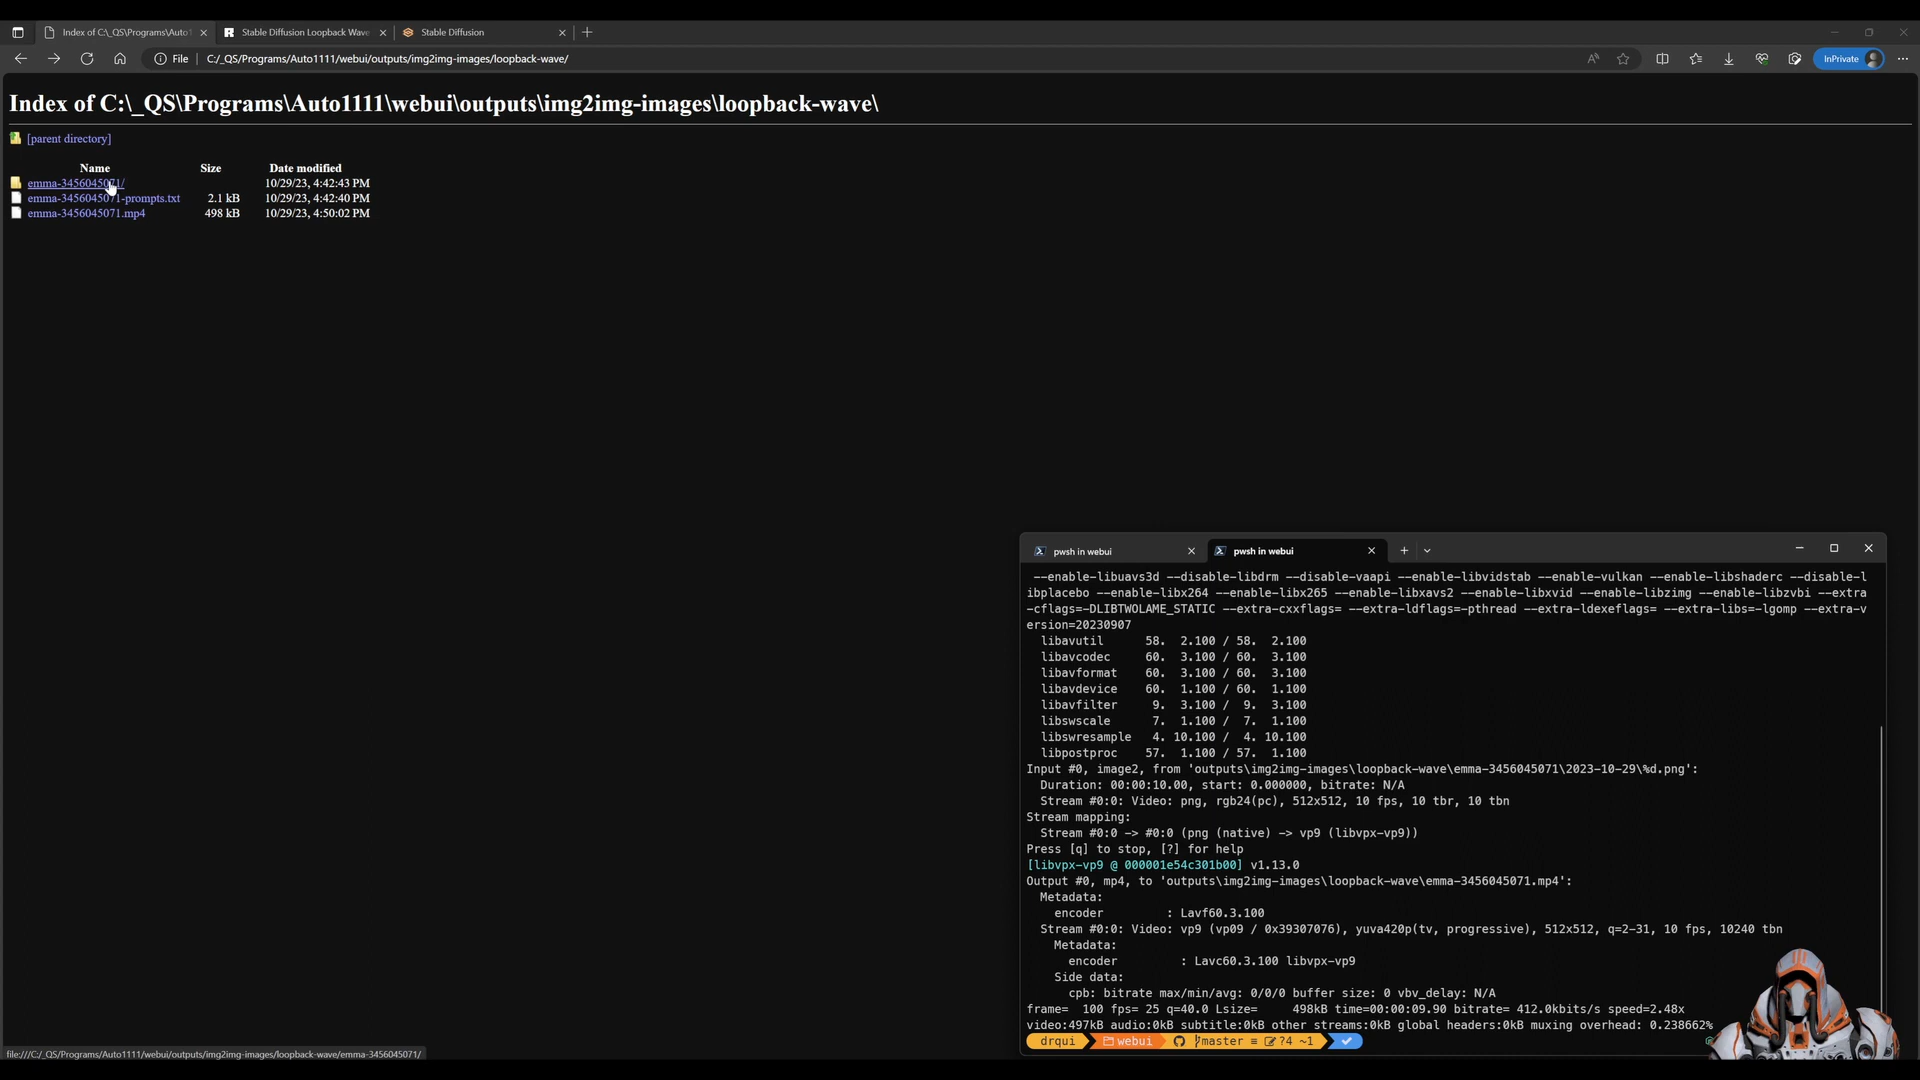 Index of C:\_QS\Programs\Auto1
Stable Diffusion Loopback Wave
Stable Diffusion
File
C:/_QS/Programs/Auto1111/webui/outputs/img2img-images/loopback-wave/
InPrivate
Index of C:\_QS\Programs\Auto1111\webui\outputs\img2img-images\loopback-wave\
[parent directory]
Name Size Date modified
emma-3456045071/ 10/29/23, 4:42:43 PM
emma-3456045071-prompts.txt 2.1 kB 10/29/23, 4:42:40 PM
emma-3456045071.mp4 498 kB 10/29/23, 4:50:02 PM
pwsh in webui
pwsh in webui
--enable-libuavs3d --disable-libdrm --disable-vaapi --enable-libvidstab --enable-vulkan --enable-libshaderc --disable-l
ibplacebo --enable-libx264 --enable-libx265 --enable-libxavs2 --enable-libxvid --enable-libzimg --enable-libzvbi --extra
-cflags=-DLIBTWOLAME_STATIC --extra-cxxflags= --extra-ldflags=-pthread --extra-ldexeflags= --extra-libs=-lgomp --extra-v
ersion=20230907
libavutil 58. 2.100 / 58. 2.100
libavcodec 60. 3.100 / 60. 3.100
libavformat 60. 3.100 / 60. 3.100
libavdevice 60. 1.100 / 60. 1.100
libavfilter 9. 3.100 / 9. 3.100
libswscale 7. 1.100 / 7. 1.100
libswresample 4. 10.100 / 4. 10.100
libpostproc 57. 1.100 / 57. 1.100
Input #0, image2, from 'outputs\img2img-images\loopback-wave\emma-3456045071\2023-10-29\%d.png':
Duration: 00:00:10.00, start: 0.000000, bitrate: N/A
Stream #0:0: Video: png, rgb24(pc), 512x512, 10 fps, 10 tbr, 10 tbn
Stream mapping:
Stream #0:0 -> #0:0 (png (native) -> vp9 (libvpx-vp9))
Press [q] to stop, [?] for help
[libvpx-vp9 @ 000001e54c301b00] v1.13.0
Output #0, mp4, to 'outputs\img2img-images\loopback-wave\emma-3456045071.mp4':
Metadata:
encoder : Lavf60.3.100
Stream #0:0: Video: vp9 (vp09 / 0x39307076), yuva420p(tv, progressive), 512x512, q=2-31, 10 fps, 10240 tbn
Metadata:
encoder : Lavc60.3.100 libvpx-vp9
Side data:
cpb: bitrate max/min/avg: 0/0/0 buffer size: 0 vbv_delay: N/A
frame= 100 fps= 25 q=40.0 Lsize= 498kB time=00:00:09.90 bitrate= 412.0kbits/s speed=2.48x
video:497kB audio:0kB subtitle:0kB other streams:0kB global headers:0kB muxing overhead: 0.238662%
drqui webui master ≡ ?4 ~1
file:///C:/_QS/Programs/Auto1111/webui/outputs/img2img-images/loopback-wave/emma-3456045071/